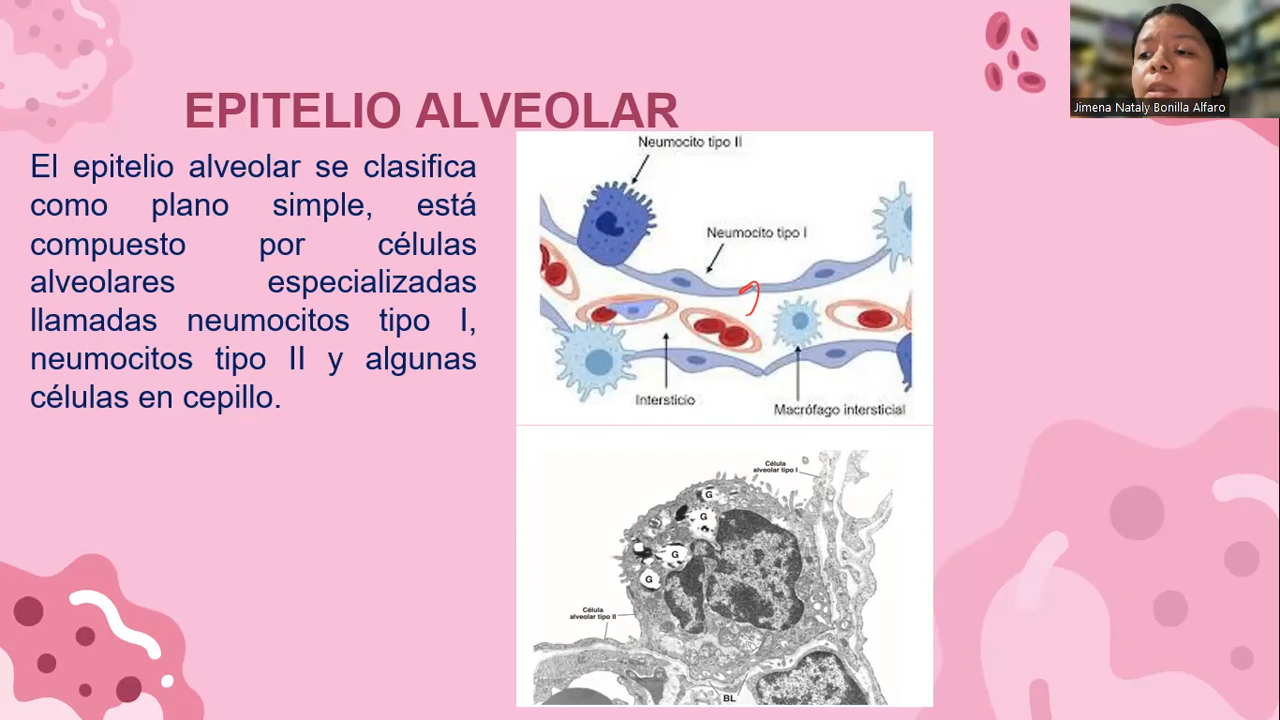 EPITELIO ALVEOLAR
El epitelio alveolar se clasifica
como plano simple, está
compuesto por células
alveolares especializadas
llamadas neumocitos tipo I,
neumocitos tipo II y algunas
células en cepillo.
Neumocito tipo II
Neumocito tipo I
Intersticio
Macrófago intersticial
Célula
alveolar tipo I
G
G
G
G
Célula
alveolar tipo II
BL
Jimena Nataly Bonilla Alfaro